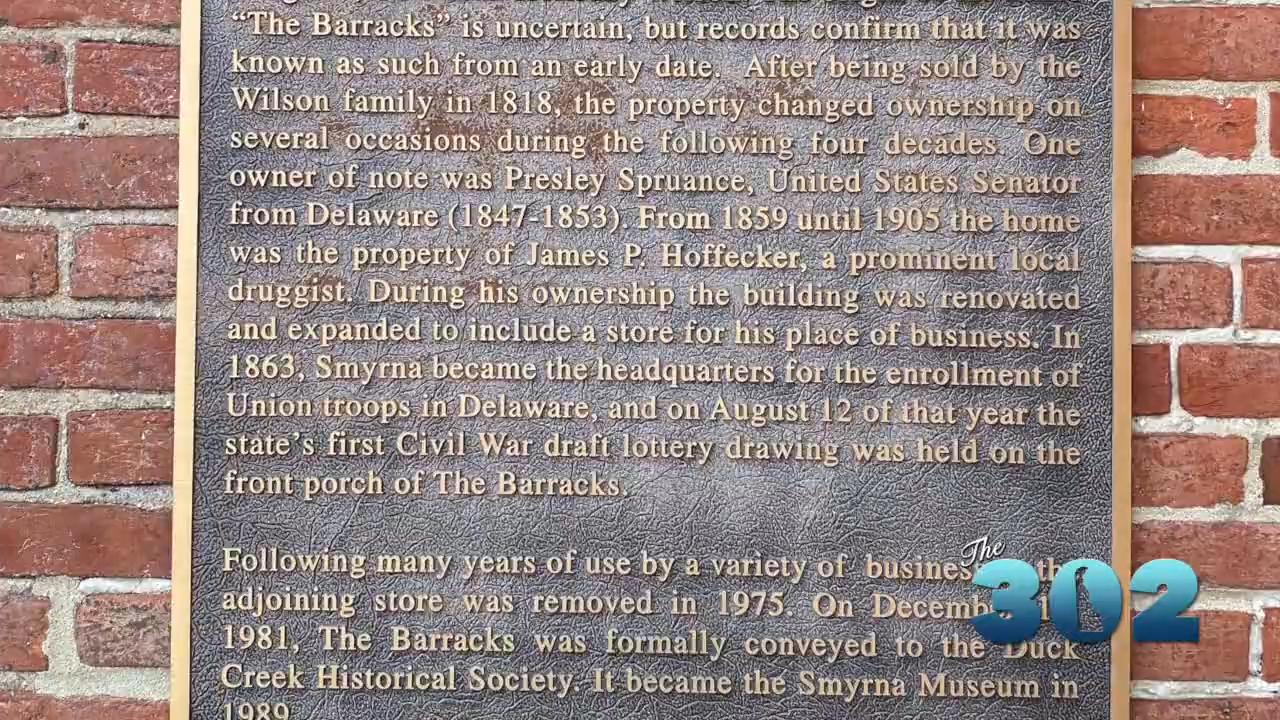 "The Barracks" is uncertain, but records confirm that it was
known as such from an early date. After being sold by the
Wilson family in 1818, the property changed ownership on
several occasions during the following four decades. One
owner of note was Presley Spruance, United States Senator
from Delaware (1847-1853). From 1859 until 1905 the home
was the property of James P. Hoffecker, a prominent local
druggist. During his ownership the building was renovated
and expanded to include a store for his place of business. In
1863, Smyrna became the headquarters for the enrollment of
Union troops in Delaware, and on August 12 of that year the
state's first Civil War draft lottery drawing was held on the
front porch of The Barracks.
Following many years of use by a variety of
adjoining store was removed in 1975. On
1981, The Barracks was formally conveyed to the Duck
Creek Historical Society. It became the Smyrna Museum in
1989.
The
302